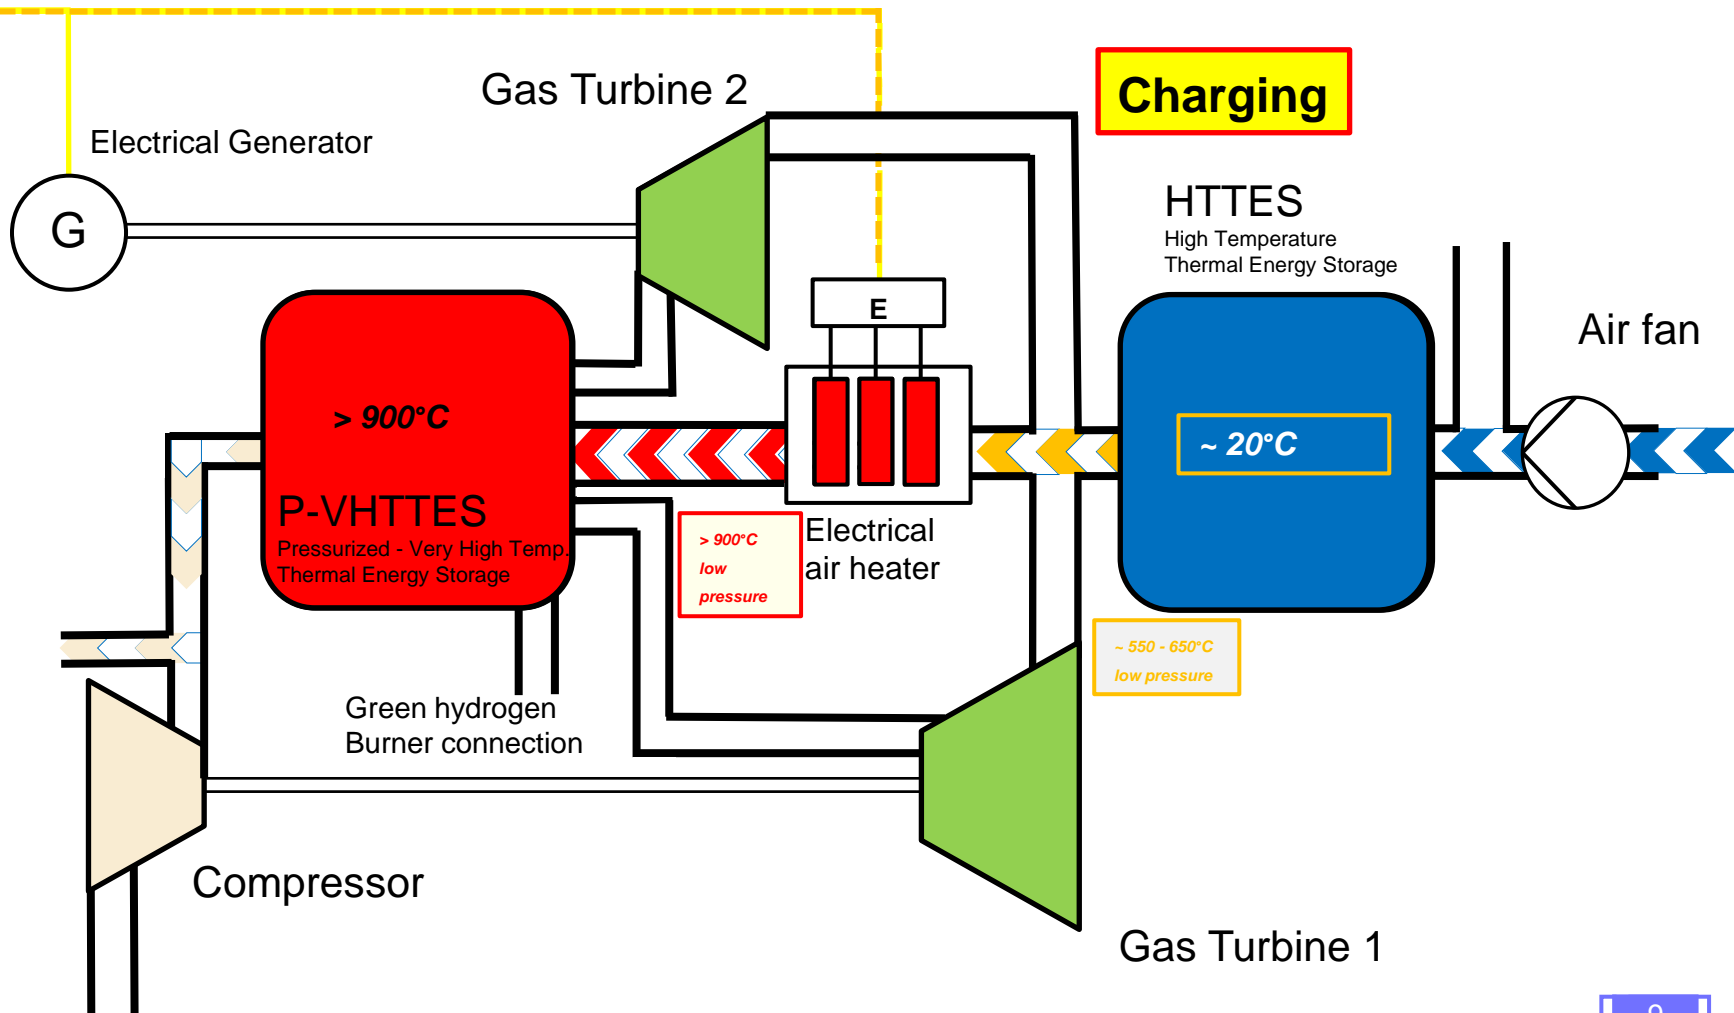 Gas Turbine 2
Charging
Electrical Generator
G
HTTES
High Temperature
Thermal Energy Storage
E
Air fan
> 900°C
~ 20°C
P-VHTTES
Pressurized - Very High Temp.
Thermal Energy Storage
> 900°C
low
pressure
Electrical
air heater
~ 550 - 650°C
low pressure
Green hydrogen
Burner connection
Compressor
Gas Turbine 1